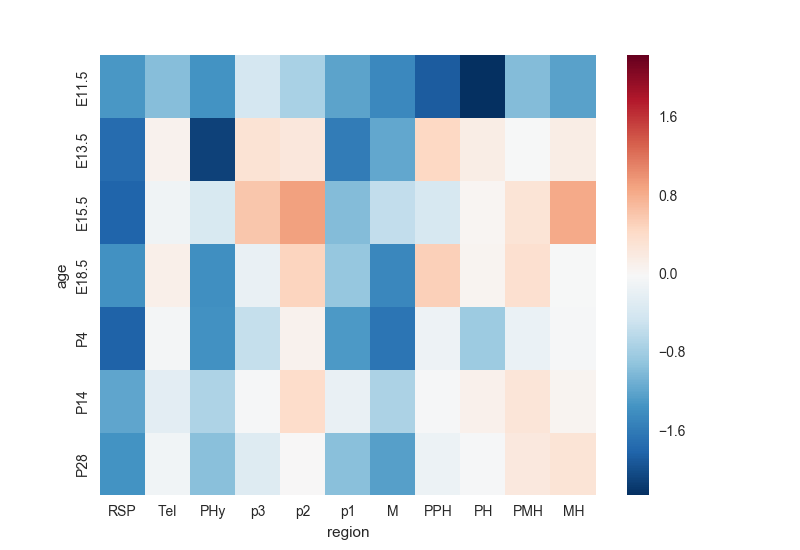 age
E11.5
E13.5
E15.5
E18.5
P4
P14
P28
RSP Tel PHy p3 p2 p1 M PPH PH PMH MH
region
1.6
0.8
0.0
−0.8
−1.6